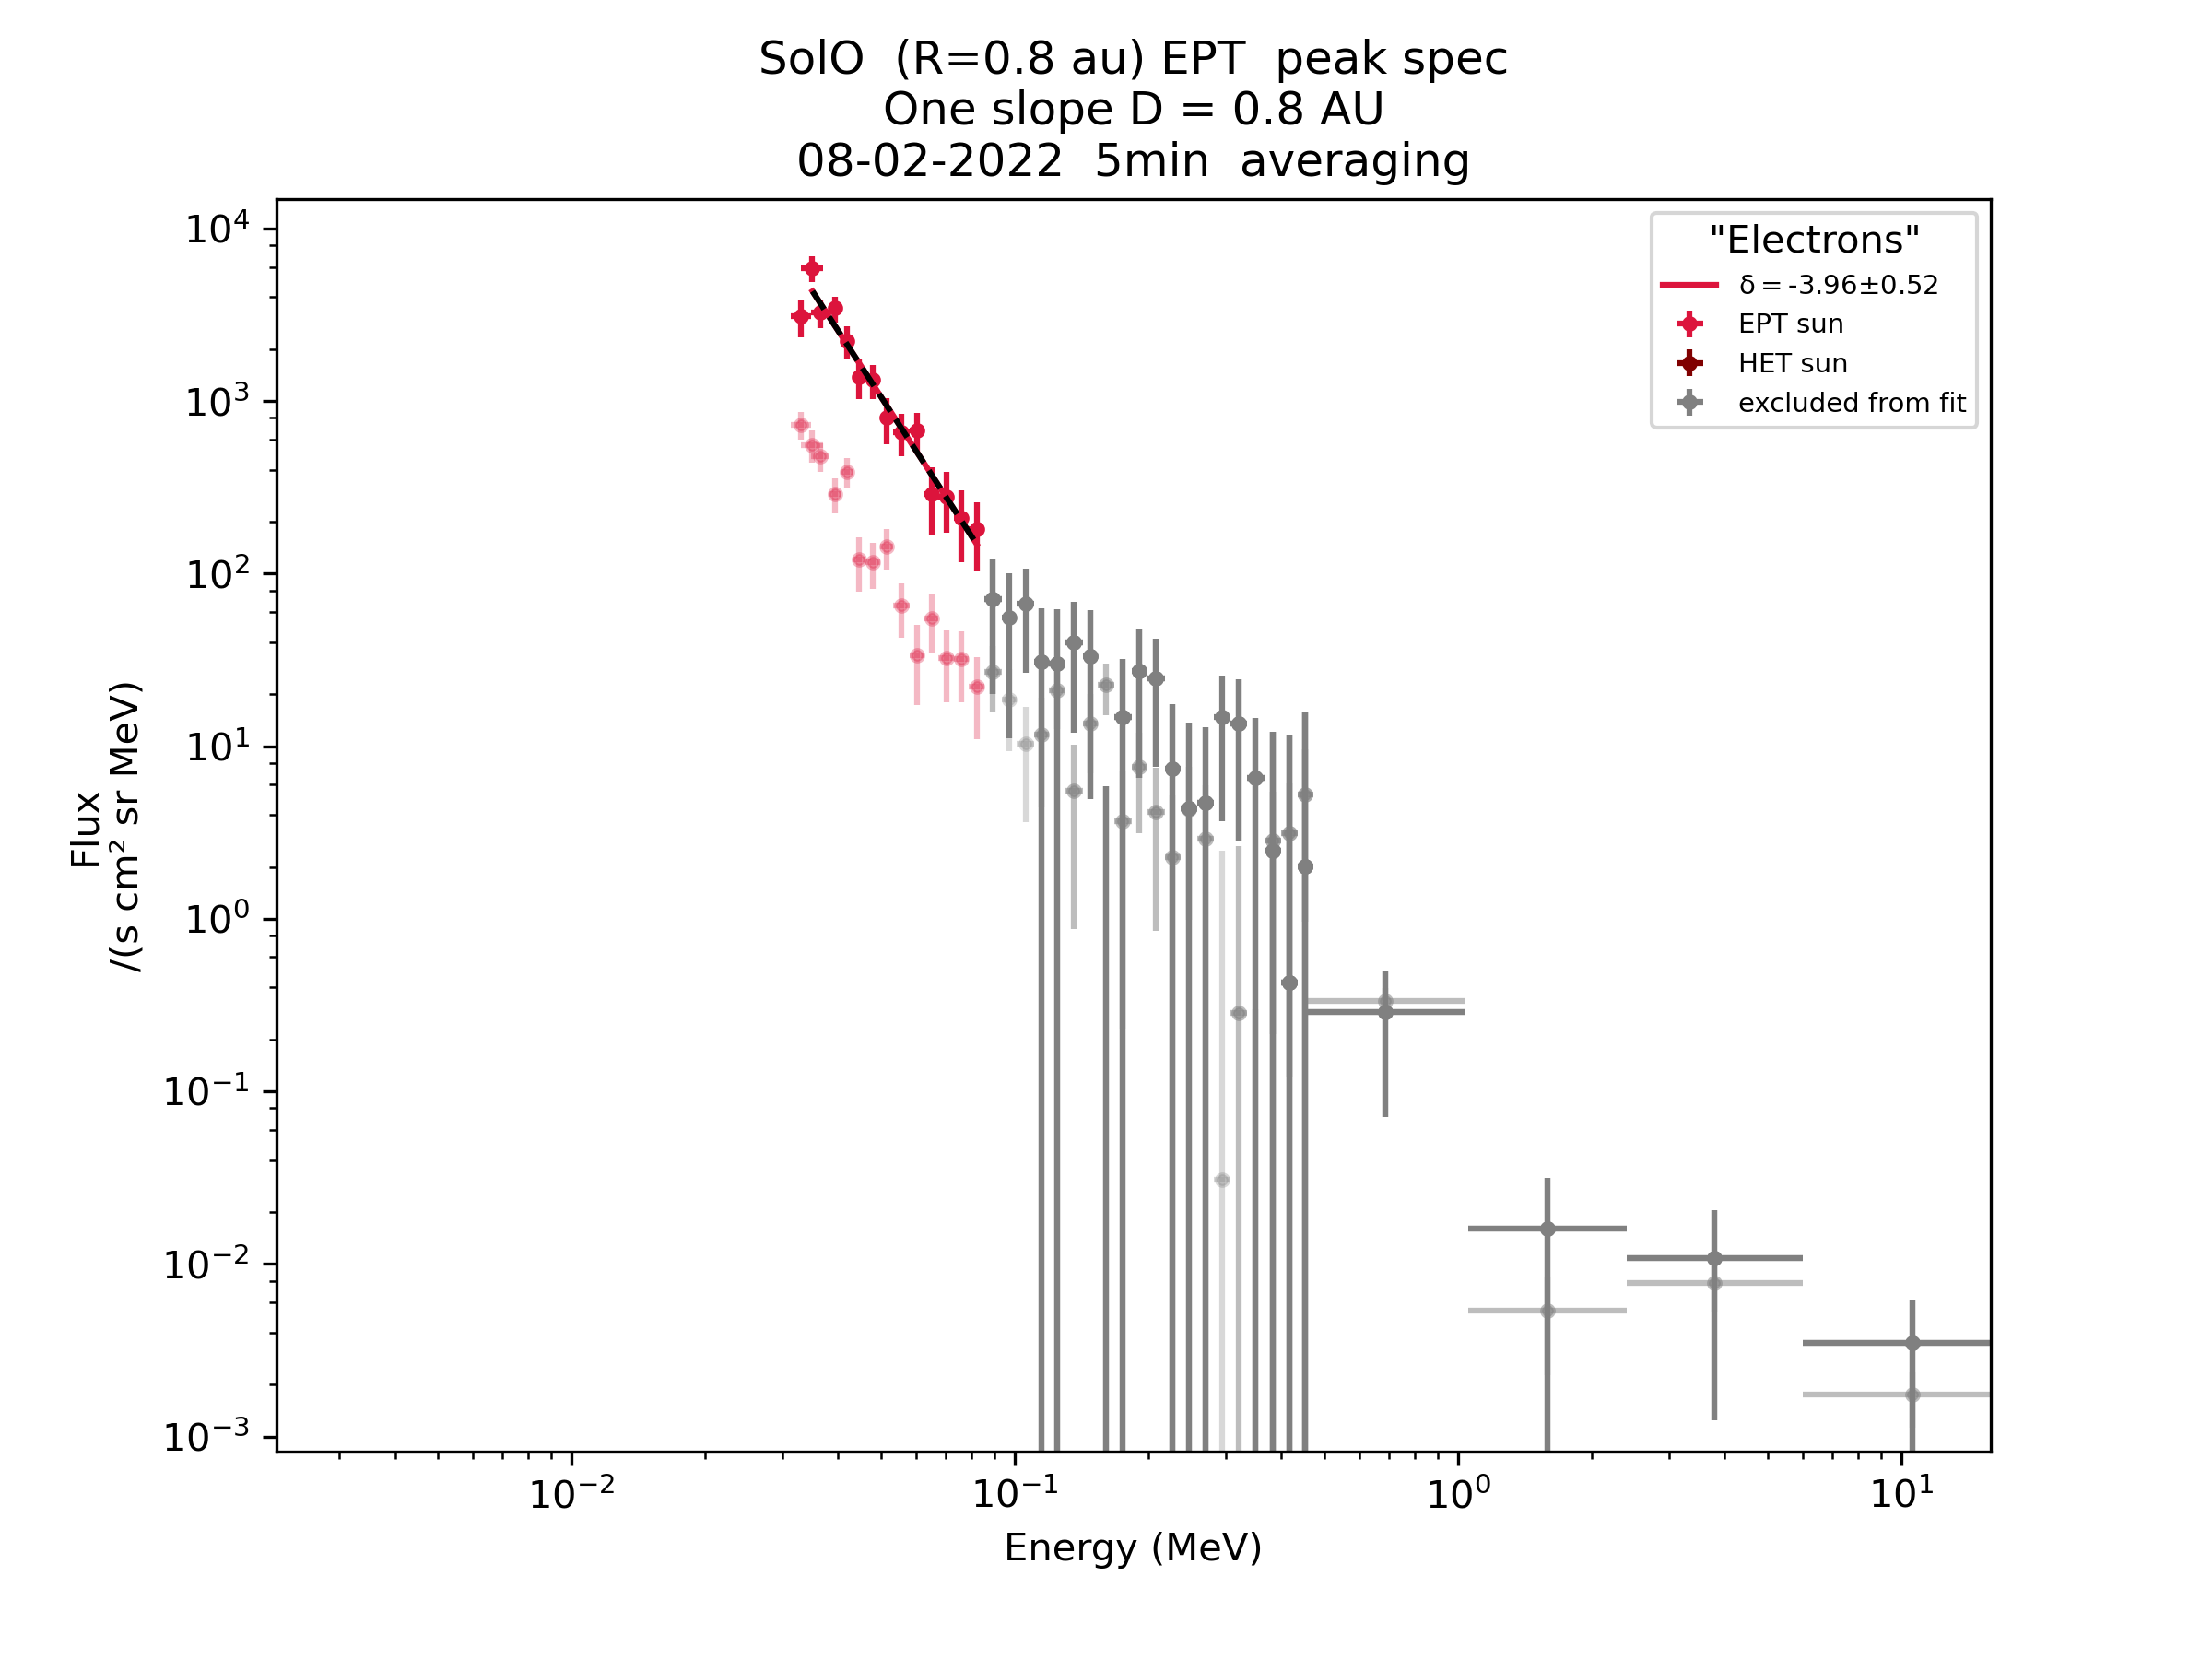 SolO (R=0.8 au) EPT peak spec
One slope D = 0.8 AU
08-02-2022 5min averaging
"Electrons"
δ = -3.96±0.52
EPT sun
HET sun
excluded from fit
10⁴
10³
10²
10¹
10⁰
10⁻¹
10⁻²
10⁻³
Flux
/(s cm² sr MeV)
10⁻²
10⁻¹
10⁰
10¹
Energy (MeV)